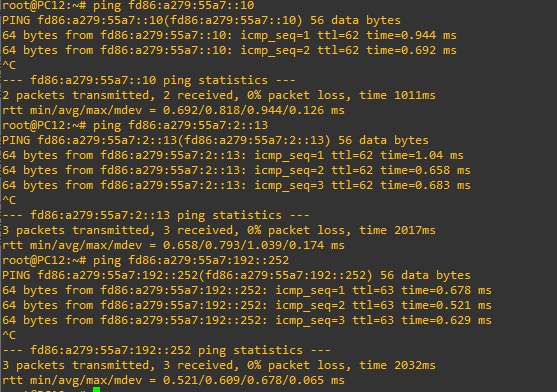 root@PC12:~# ping fd86:a279:55a7::10
PING fd86:a279:55a7::10(fd86:a279:55a7::10) 56 data bytes
64 bytes from fd86:a279:55a7::10: icmp_seq=1 ttl=62 time=0.944 ms
64 bytes from fd86:a279:55a7::10: icmp_seq=2 ttl=62 time=0.692 ms
^C
--- fd86:a279:55a7::10 ping statistics ---
2 packets transmitted, 2 received, 0% packet loss, time 1011ms
rtt min/avg/max/mdev = 0.692/0.818/0.944/0.126 ms
root@PC12:~# ping fd86:a279:55a7:2::13
PING fd86:a279:55a7:2::13(fd86:a279:55a7:2::13) 56 data bytes
64 bytes from fd86:a279:55a7:2::13: icmp_seq=1 ttl=62 time=1.04 ms
64 bytes from fd86:a279:55a7:2::13: icmp_seq=2 ttl=62 time=0.658 ms
64 bytes from fd86:a279:55a7:2::13: icmp_seq=3 ttl=62 time=0.683 ms
^C
--- fd86:a279:55a7:2::13 ping statistics ---
3 packets transmitted, 3 received, 0% packet loss, time 2017ms
rtt min/avg/max/mdev = 0.658/0.793/1.039/0.174 ms
root@PC12:~# ping fd86:a279:55a7:192::252
PING fd86:a279:55a7:192::252(fd86:a279:55a7:192::252) 56 data bytes
64 bytes from fd86:a279:55a7:192::252: icmp_seq=1 ttl=63 time=0.678 ms
64 bytes from fd86:a279:55a7:192::252: icmp_seq=2 ttl=63 time=0.521 ms
64 bytes from fd86:a279:55a7:192::252: icmp_seq=3 ttl=63 time=0.629 ms
^C
--- fd86:a279:55a7:192::252 ping statistics ---
3 packets transmitted, 3 received, 0% packet loss, time 2032ms
rtt min/avg/max/mdev = 0.521/0.609/0.678/0.065 ms